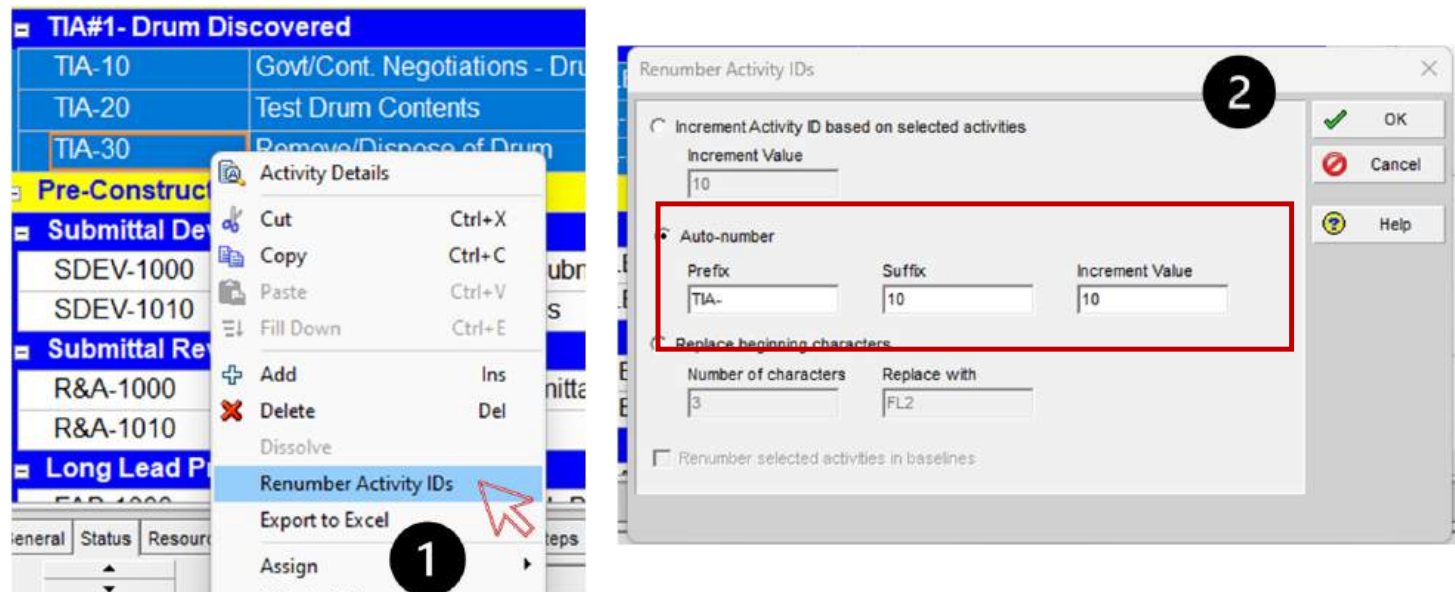 TIA#1- Drum Discovered
TIA-10 Govt/Cont. Negotiations - Dru
TIA-20 Test Drum Contents
TIA-30 Remove/Dispose of Drum
Pre-Construct
Submittal Dev
SDEV-1000
SDEV-1010
Submittal Rev
R&A-1000
R&A-1010
Long Lead P
Status Resour
Activity Details
Cut Ctrl+X
Copy Ctrl+C
Paste Ctrl+V
Fill Down Ctrl+E
Add Ins
Delete Del
Dissolve
Renumber Activity IDs
Export to Excel
Assign
1
Renumber Activity IDs
2
Increment Activity ID based on selected activities
Increment Value
10
Auto-number
Prefix Suffix Increment Value
TIA- 10 10
Replace beginning characters
Number of characters Replace with
3 FL2
Renumber selected activities in baselines
OK
Cancel
Help